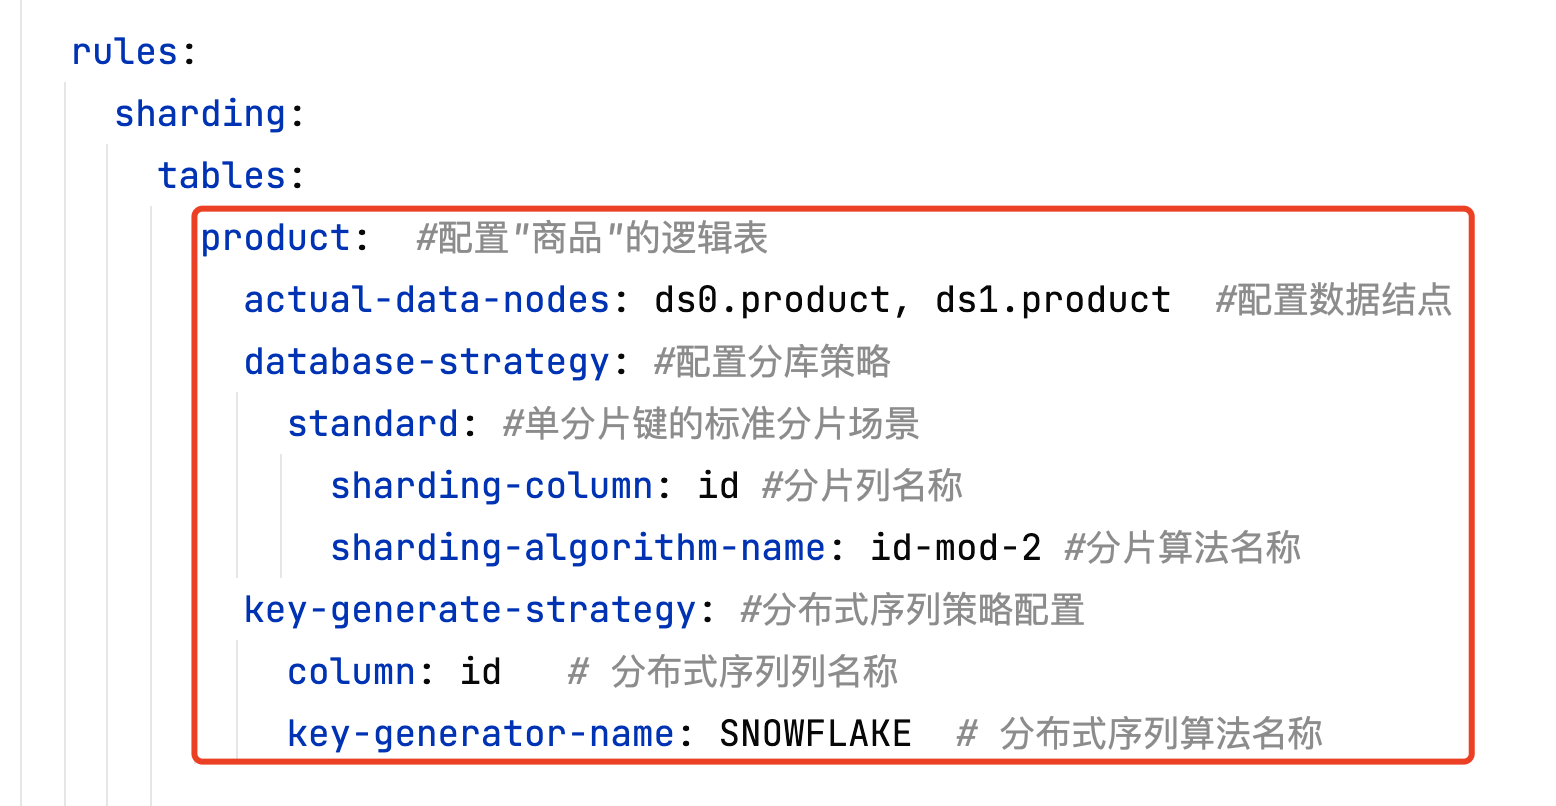 rules:
sharding:
tables:
product:  #配置"商品"的逻辑表
actual-data-nodes: ds0.product, ds1.product  #配置数据结点
database-strategy: #配置分库策略
standard: #单分片键的标准分片场景
sharding-column: id #分片列名称
sharding-algorithm-name: id-mod-2 #分片算法名称
key-generate-strategy: #分布式序列策略配置
column: id   # 分布式序列列名称
key-generator-name: SNOWFLAKE  # 分布式序列算法名称